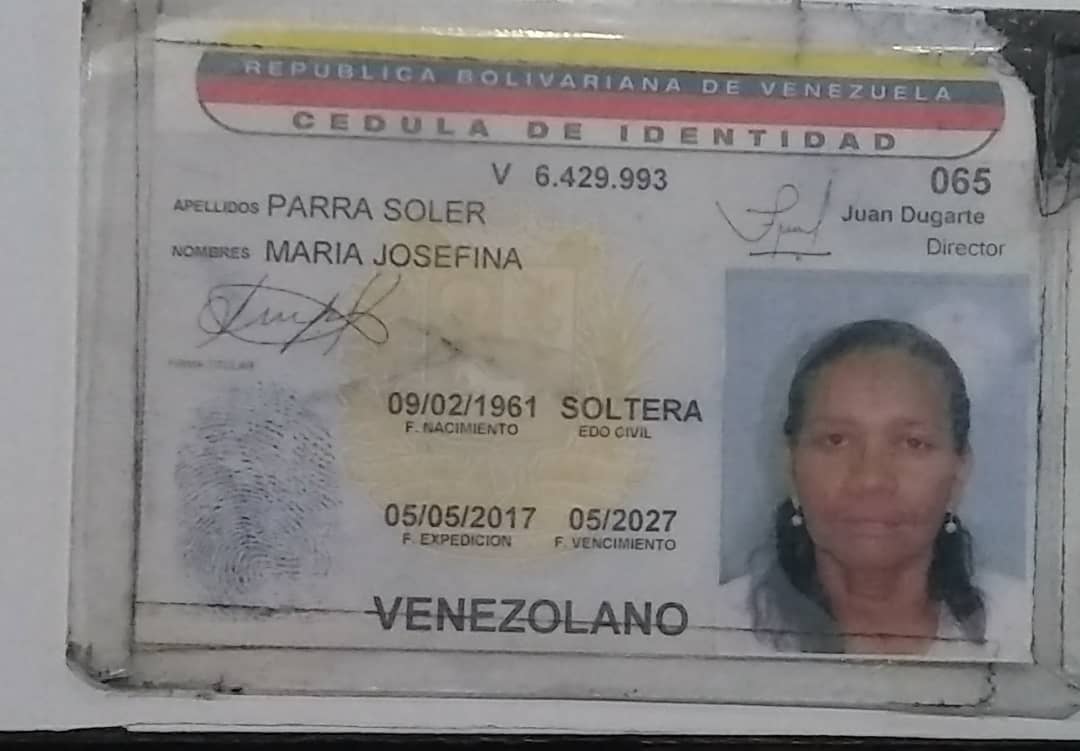 REPUBLICA BOLIVARIANA DE VENEZUELA
CEDULA DE IDENTIDAD
V 6.429.993
065
APELLIDOS PARRA SOLER
Juan Dugarte
Director
NOMBRES MARIA JOSEFINA
FIRMA TITULAR
09/02/1961 SOLTERA
F. NACIMIENTO EDO CIVIL
05/05/2017 05/2027
F. EXPEDICION F. VENCIMIENTO
VENEZOLANO